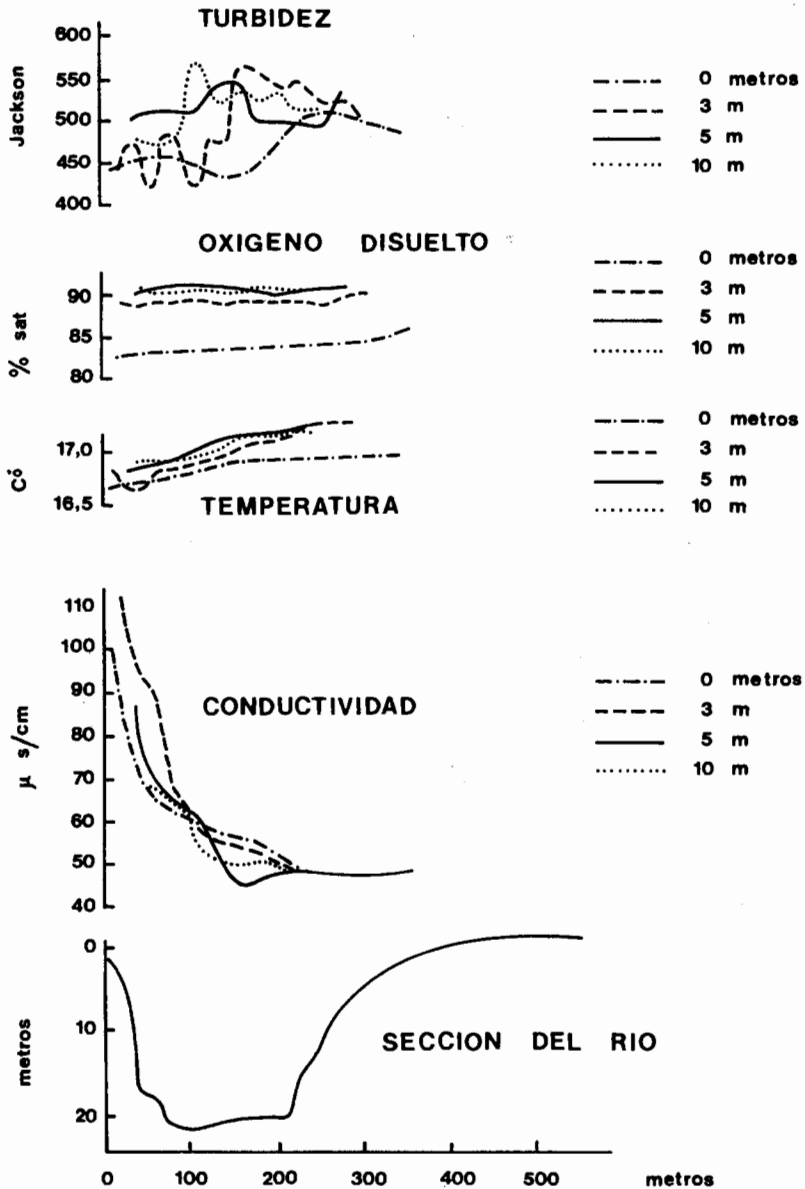 TURBIDEZ
600
550
500
450
400
Jackson
0 metros
3 m
5 m
10 m
OXIGENO DISUELTO
90
85
80
% sat
0 metros
3 m
5 m
10 m
17,0
16,5
C°
TEMPERATURA
0 metros
3 m
5 m
10 m
110
100
90
80
70
60
50
40
µ s/cm
CONDUCTIVIDAD
0 metros
3 m
5 m
10 m
0
10
20
metros
SECCION DEL RIO
0 100 200 300 400 500 metros